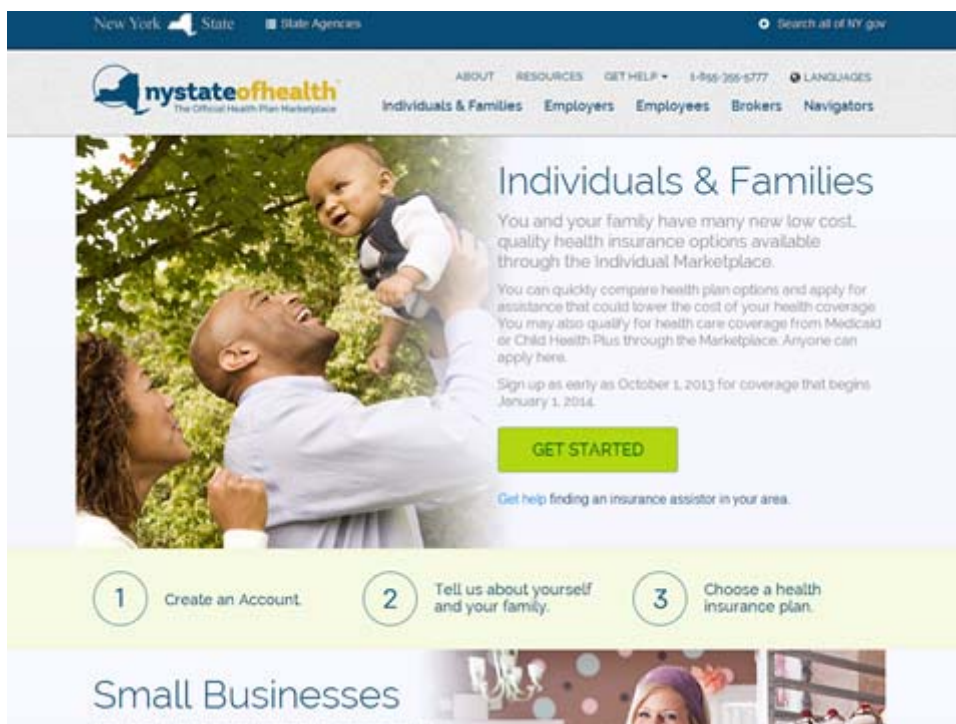 New York State State Agencies Search all of NY.gov
ABOUT RESOURCES GET HELP 1-855-355-5777 LANGUAGES
nystateofhealth™
The Official Health Plan Marketplace
Individuals & Families Employers Employees Brokers Navigators
Individuals & Families
You and your family have many new low cost,
quality health insurance options available
through the Individual Marketplace.
You can quickly compare health plan options and apply for
assistance that could lower the cost of your health coverage
You may also qualify for health care coverage from Medicaid
or Child Health Plus through the Marketplace. Anyone can
apply here.
Sign up as early as October 1, 2013 for coverage that begins
January 1, 2014.
GET STARTED
Get help finding an insurance assistor in your area.
1 Create an Account.
2 Tell us about yourself
and your family.
3 Choose a health
insurance plan.
Small Businesses